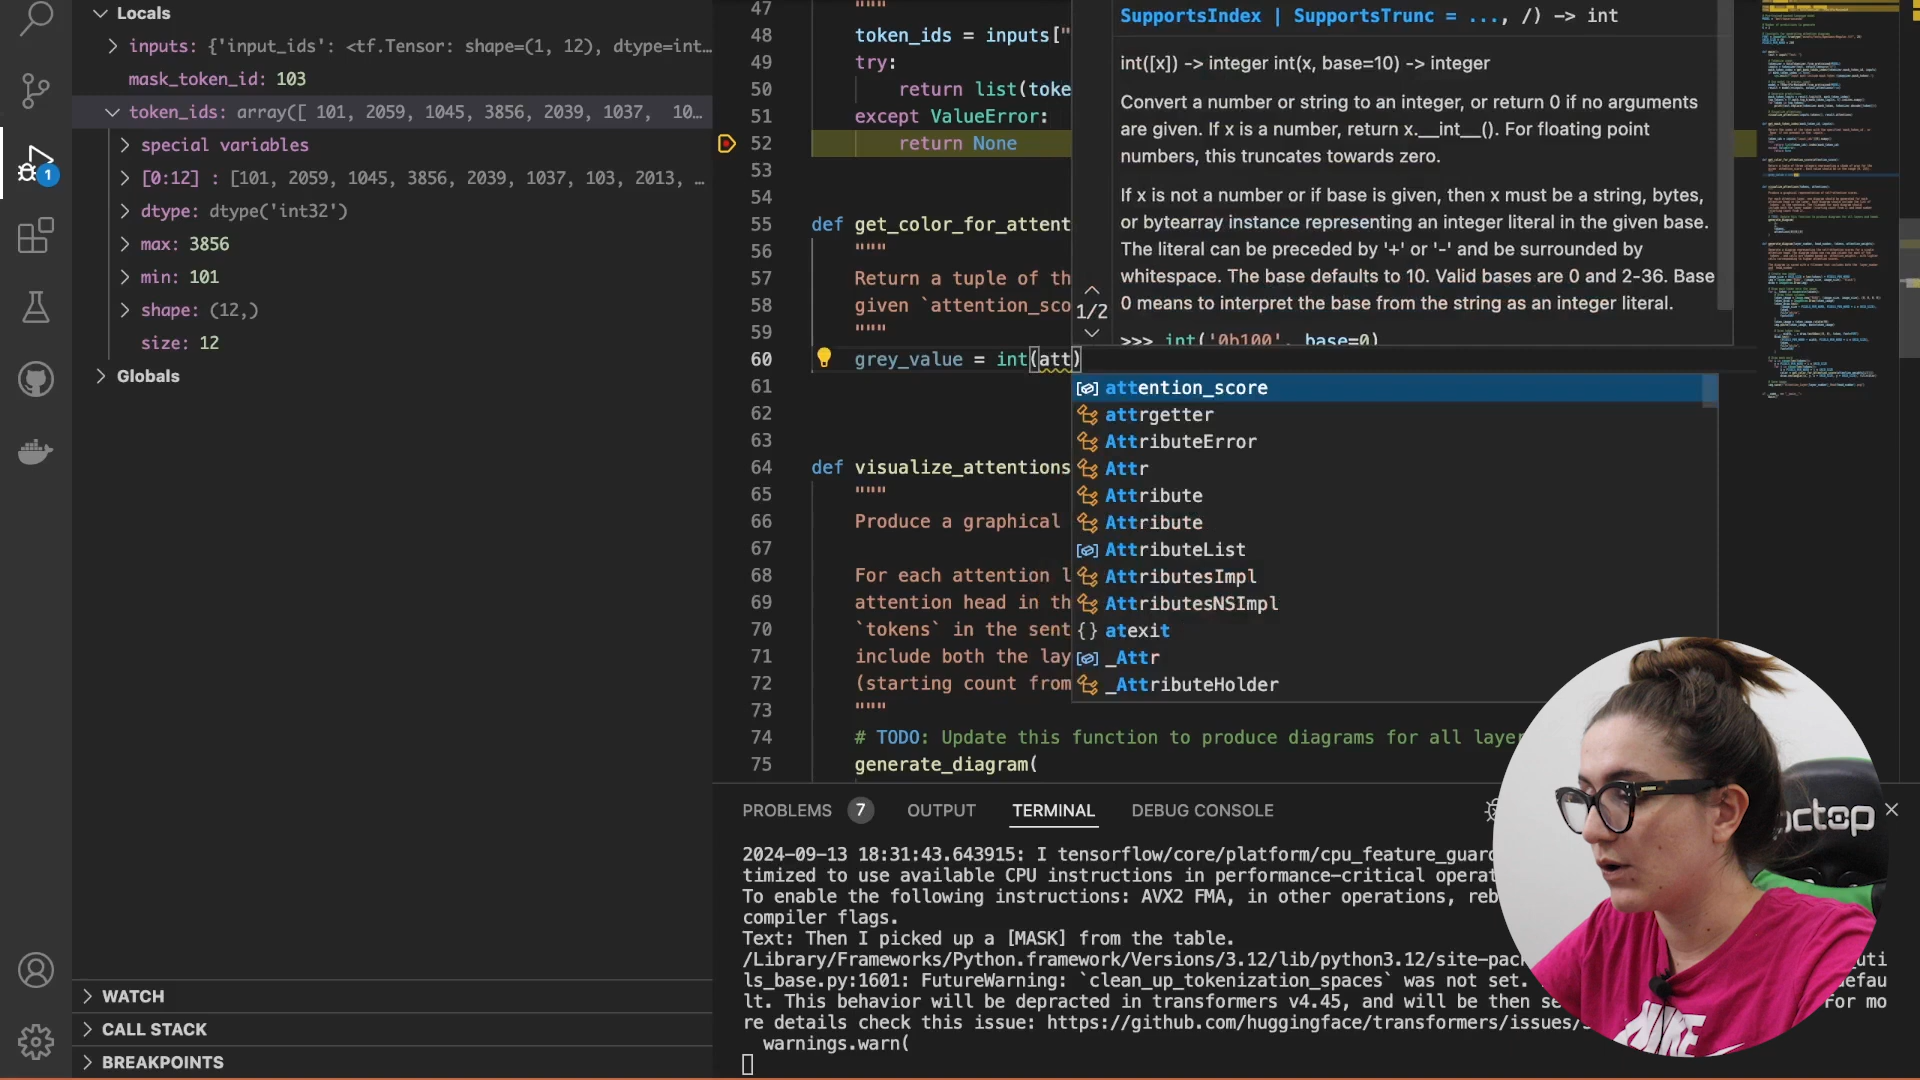 Locals
inputs: {'input_ids': <tf.Tensor: shape=(1, 12), dtype=int...
mask_token_id: 103
token_ids: array([ 101, 2059, 1045, 3856, 2039, 1037, 10...
special variables
[0:12] : [101, 2059, 1045, 3856, 2039, 1037, 103, 2013, ...
dtype: dtype('int32')
max: 3856
min: 101
shape: (12,)
size: 12
Globals
WATCH
CALL STACK
BREAKPOINTS
1
47 """
48 token_ids = inputs["
49 try:
50 return list(toke
51 except ValueError:
52 return None
53
54
55 def get_color_for_attent
56 """
57 Return a tuple of th
58 given `attention_sco
59 """
60 grey_value = int(att)
61
62
63
64 def visualize_attentions
65 """
66 Produce a graphical
67
68 For each attention l
69 attention head in th
70 `tokens` in the sent
71 include both the lay
72 (starting count from
73 """
74 # TODO: Update this function to produce diagrams for all laye
75 generate_diagram(
SupportsIndex | SupportsTrunc = ..., /) -> int
int([x]) -> integer int(x, base=10) -> integer
Convert a number or string to an integer, or return 0 if no arguments
are given. If x is a number, return x.__int__(). For floating point
numbers, this truncates towards zero.
If x is not a number or if base is given, then x must be a string, bytes,
or bytearray instance representing an integer literal in the given base.
The literal can be preceded by '+' or '-' and be surrounded by
whitespace. The base defaults to 10. Valid bases are 0 and 2-36. Base
0 means to interpret the base from the string as an integer literal.
>>> int('0b100', base=0)
1/2
attention_score
attrgetter
AttributeError
Attr
Attribute
Attribute
AttributeList
AttributesImpl
AttributesNSImpl
atexit
_Attr
_AttributeHolder
PROBLEMS 7 OUTPUT TERMINAL DEBUG CONSOLE
2024-09-13 18:31:43.643915: I tensorflow/core/platform/cpu_feature_guar
timized to use available CPU instructions in performance-critical operat
To enable the following instructions: AVX2 FMA, in other operations, reb
compiler flags.
Text: Then I picked up a [MASK] from the table.
/Library/Frameworks/Python.framework/Versions/3.12/lib/python3.12/site-pac _uti
ls_base.py:1601: FutureWarning: `clean_up_tokenization_spaces` was not set. defau
lt. This behavior will be depracted in transformers v4.45, and will be then se For mo
re details check this issue: https://github.com/huggingface/transformers/issues/
warnings.warn(
NIKE